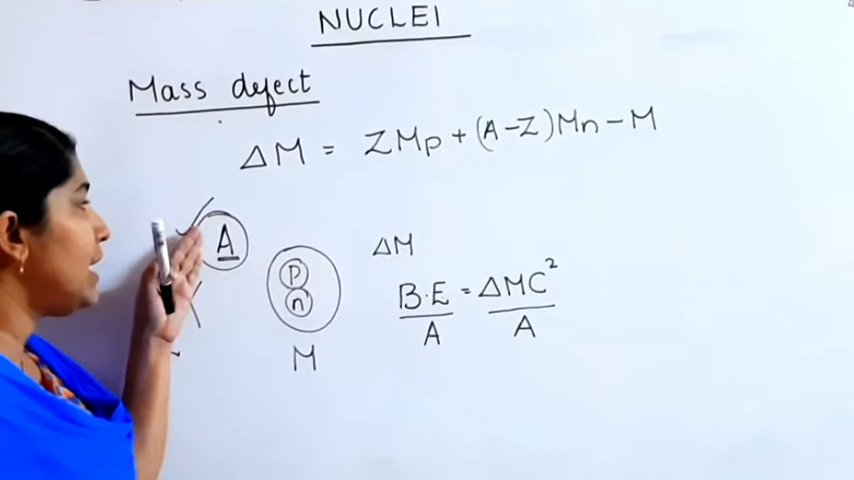 NUCLEI
Mass defect
ΔM = ZMp + (A-Z)Mn - M
A
p
n
M
ΔM
B.E/A = ΔMC²/A